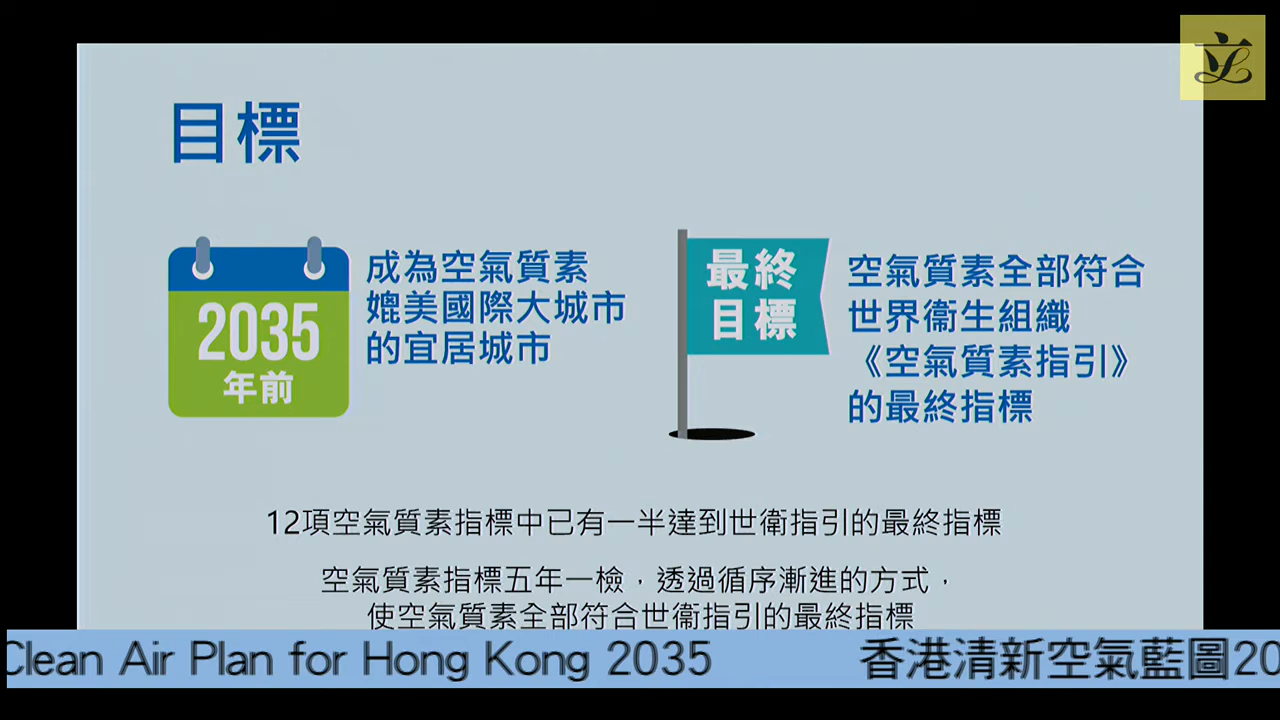 目標
2035
年前
成為空氣質素
媲美國際大城市
的宜居城市
最終
目標
空氣質素全部符合
世界衞生組織
《空氣質素指引》
的最終指標
12項空氣質素指標中已有一半達到世衛指引的最終指標
空氣質素指標五年一檢，透過循序漸進的方式，
使空氣質素全部符合世衞指引的最終指標
Clean Air Plan for Hong Kong 2035 香港清新空氣藍圖20